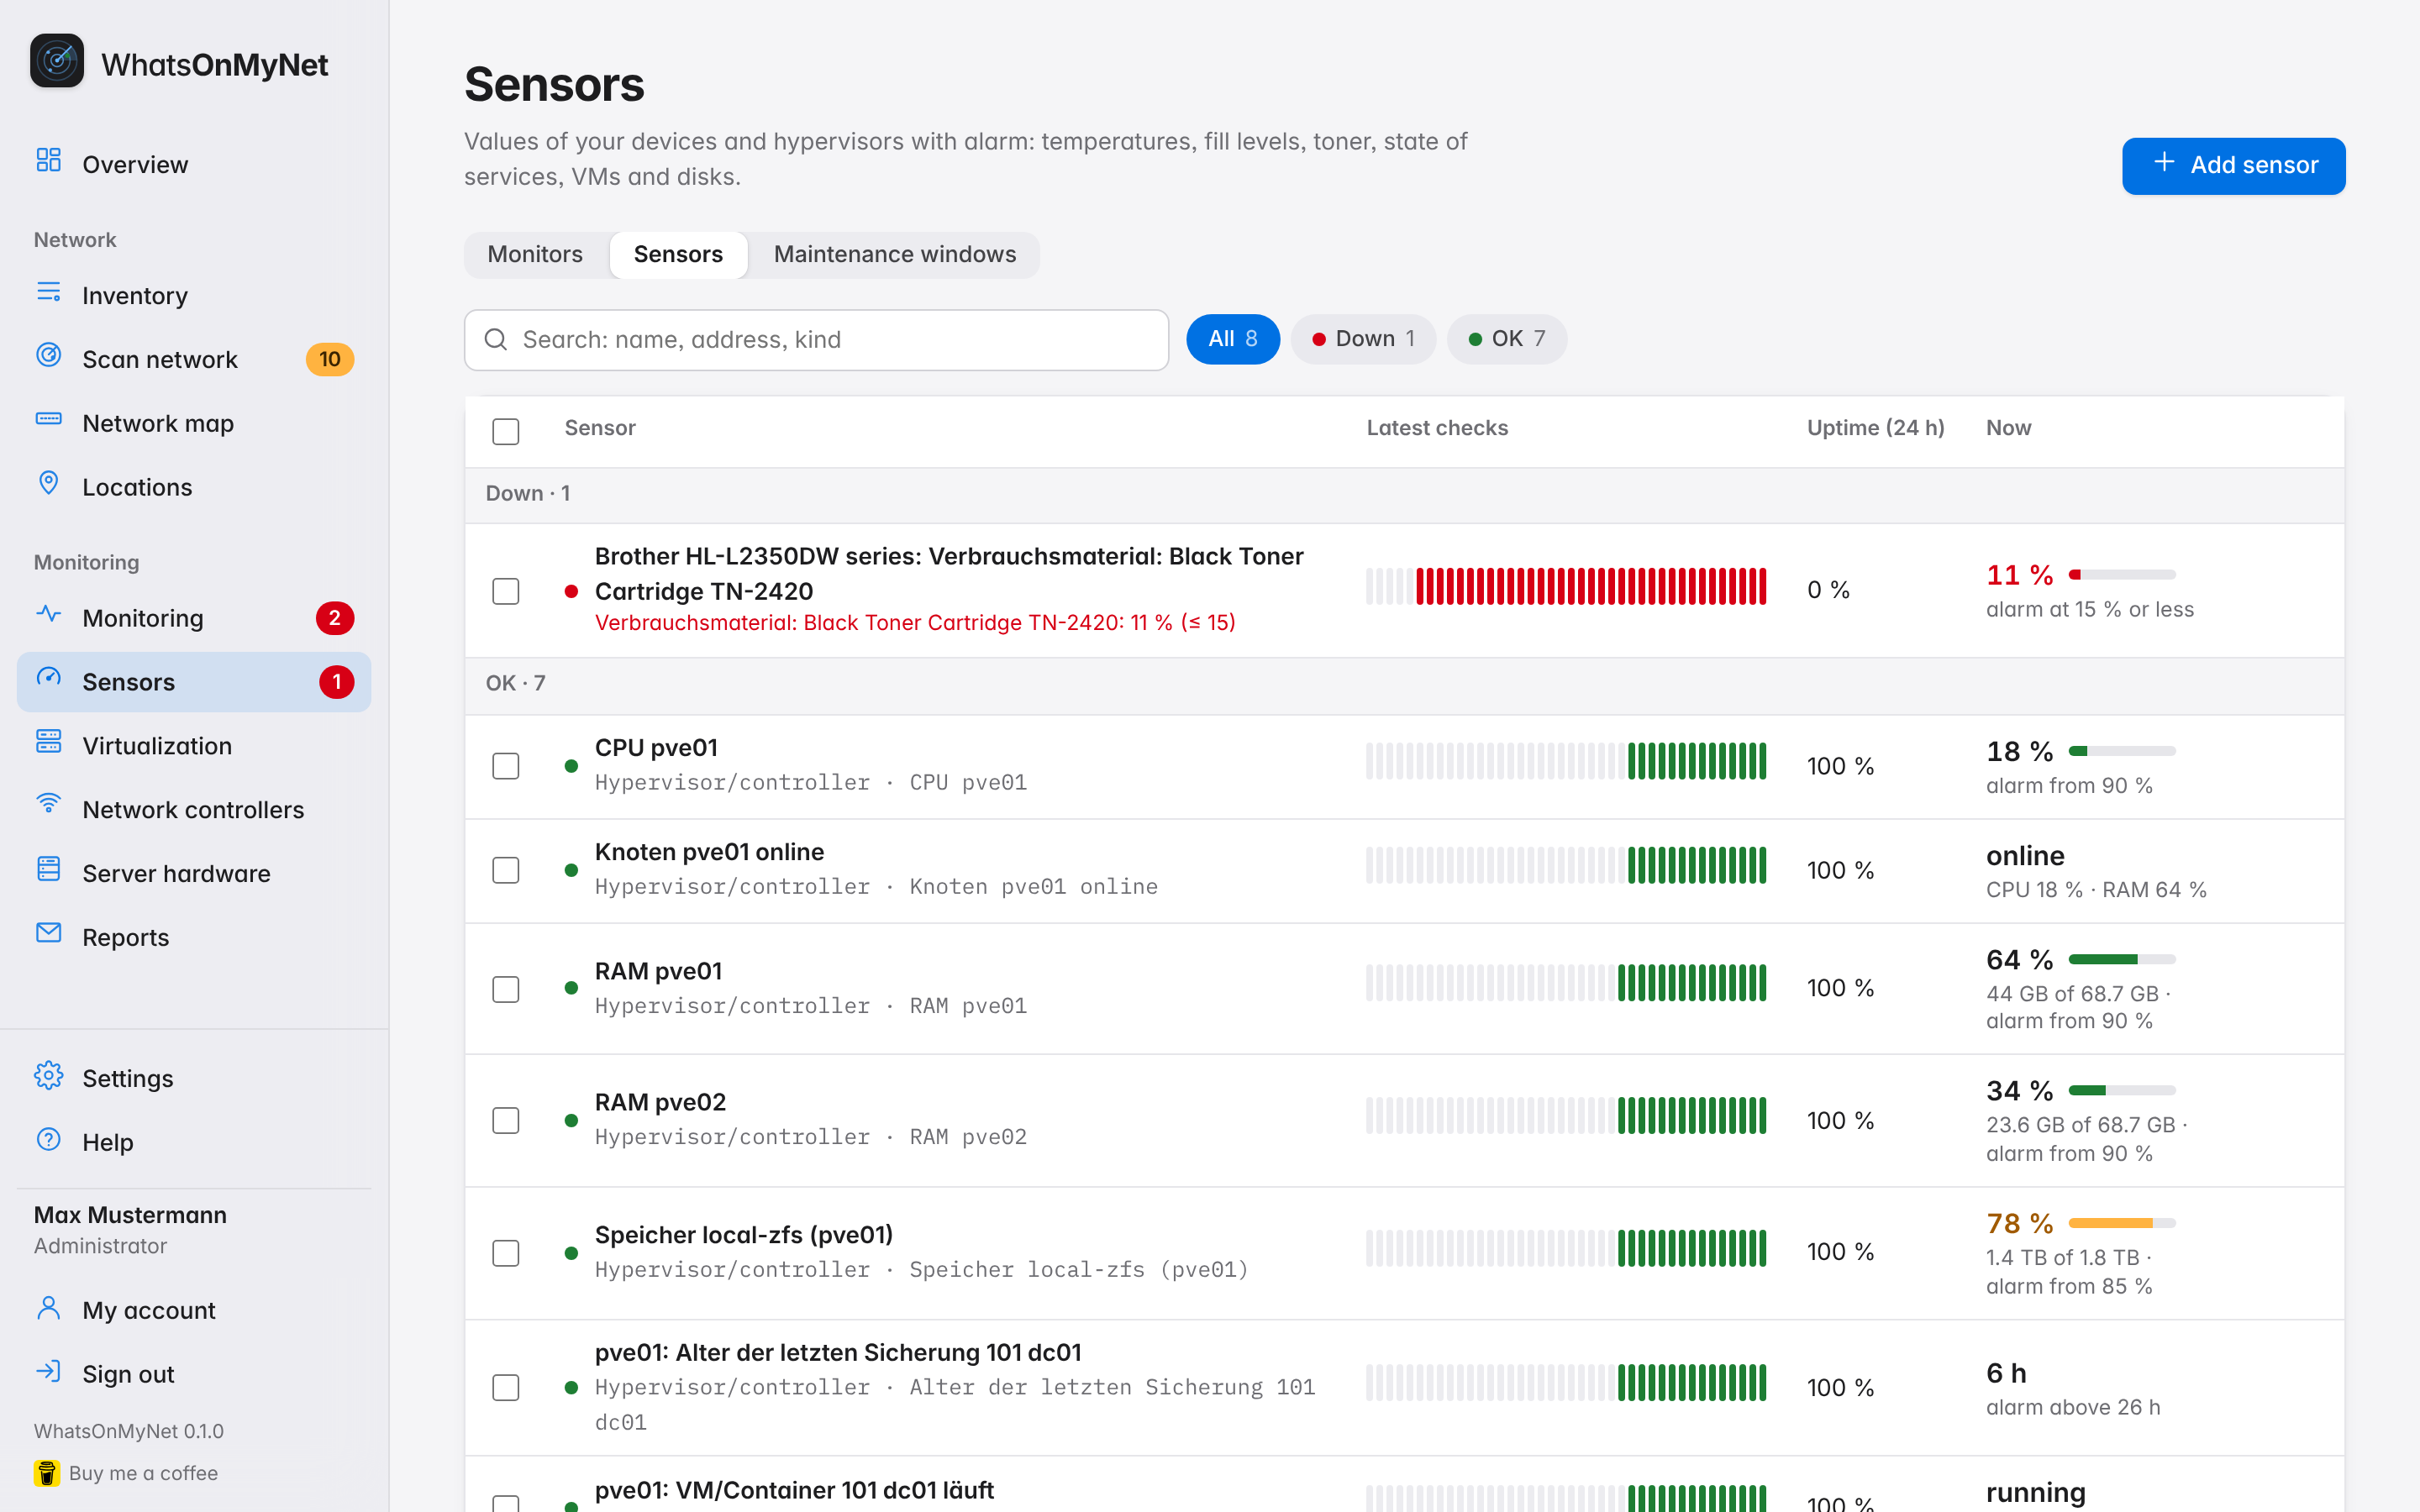 WhatsOnMyNet
Overview
Network
Inventory
Scan network 10
Network map
Locations
Monitoring
Monitoring 2
Sensors 1
Virtualization
Network controllers
Server hardware
Reports
Settings
Help
Max Mustermann
Administrator
My account
Sign out
WhatsOnMyNet 0.1.0
Buy me a coffee
Sensors
Values of your devices and hypervisors with alarm: temperatures, fill levels, toner, state of
services, VMs and disks.
Add sensor
Monitors Sensors Maintenance windows
Search: name, address, kind
All 8 Down 1 OK 7
Sensor Latest checks Uptime (24 h) Now
Down · 1
Brother HL-L2350DW series: Verbrauchsmaterial: Black Toner
Cartridge TN-2420
Verbrauchsmaterial: Black Toner Cartridge TN-2420: 11 % (≤ 15)
0 %
11 %
alarm at 15 % or less
OK · 7
CPU pve01
Hypervisor/controller · CPU pve01
100 %
18 %
alarm from 90 %
Knoten pve01 online
Hypervisor/controller · Knoten pve01 online
100 %
online
CPU 18 % · RAM 64 %
RAM pve01
Hypervisor/controller · RAM pve01
100 %
64 %
44 GB of 68.7 GB ·
alarm from 90 %
RAM pve02
Hypervisor/controller · RAM pve02
100 %
34 %
23.6 GB of 68.7 GB ·
alarm from 90 %
Speicher local-zfs (pve01)
Hypervisor/controller · Speicher local-zfs (pve01)
100 %
78 %
1.4 TB of 1.8 TB ·
alarm from 85 %
pve01: Alter der letzten Sicherung 101 dc01
Hypervisor/controller · Alter der letzten Sicherung 101
dc01
100 %
6 h
alarm above 26 h
pve01: VM/Container 101 dc01 läuft
100 %
running